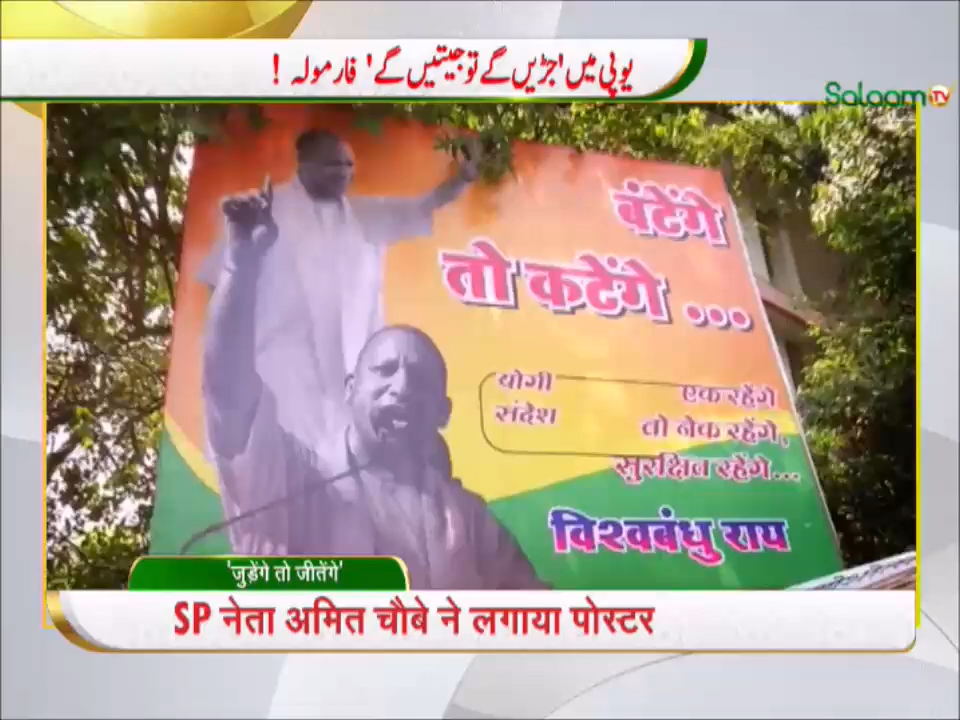 یوپی میں 'جڑیں گے تو جیتیں گے' فارمولہ !
Salaam TV
बंटेंगे
तो कटेंगे ...
योगी
संदेश
एक रहेंगे
तो नेक रहेंगे,
सुरक्षित रहेंगे...
विश्वबंधु राय
'जुड़ेंगे तो जीतेंगे'
SP नेता अमित चौबे ने लगाया पोस्टर